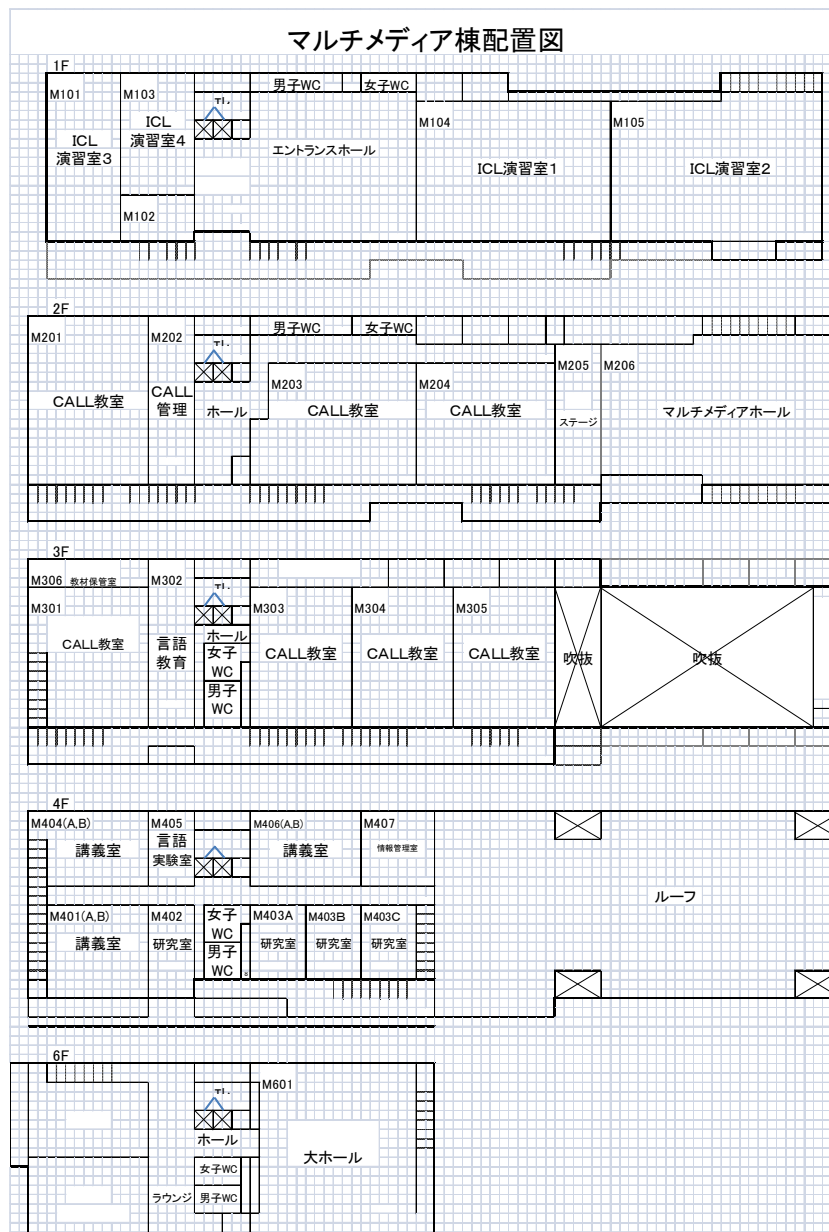 マルチメディア棟配置図
1F
男子WC
女子WC
M101
M103
ICL
演習室3
ICL
演習室4
M102
エントランスホール
M104
ICL演習室1
M105
ICL演習室2
2F
男子WC
女子WC
M201
CALL教室
M202
CALL
管理
ホール
M203
CALL教室
M204
CALL教室
M205
ステージ
M206
マルチメディアホール
3F
M306 教材保管室
M301
CALL教室
M302
言語
教育
ホール
女子
WC
男子
WC
M303
CALL教室
M304
CALL教室
M305
CALL教室
吹抜
吹抜
4F
M404(A,B)
講義室
M405
言語
実験室
M406(A,B)
講義室
M407
情報管理室
ルーフ
M401(A,B)
講義室
M402
研究室
女子
WC
男子
WC
M403A
研究室
M403B
研究室
M403C
研究室
6F
M601
ホール
大ホール
女子WC
ラウンジ
男子WC